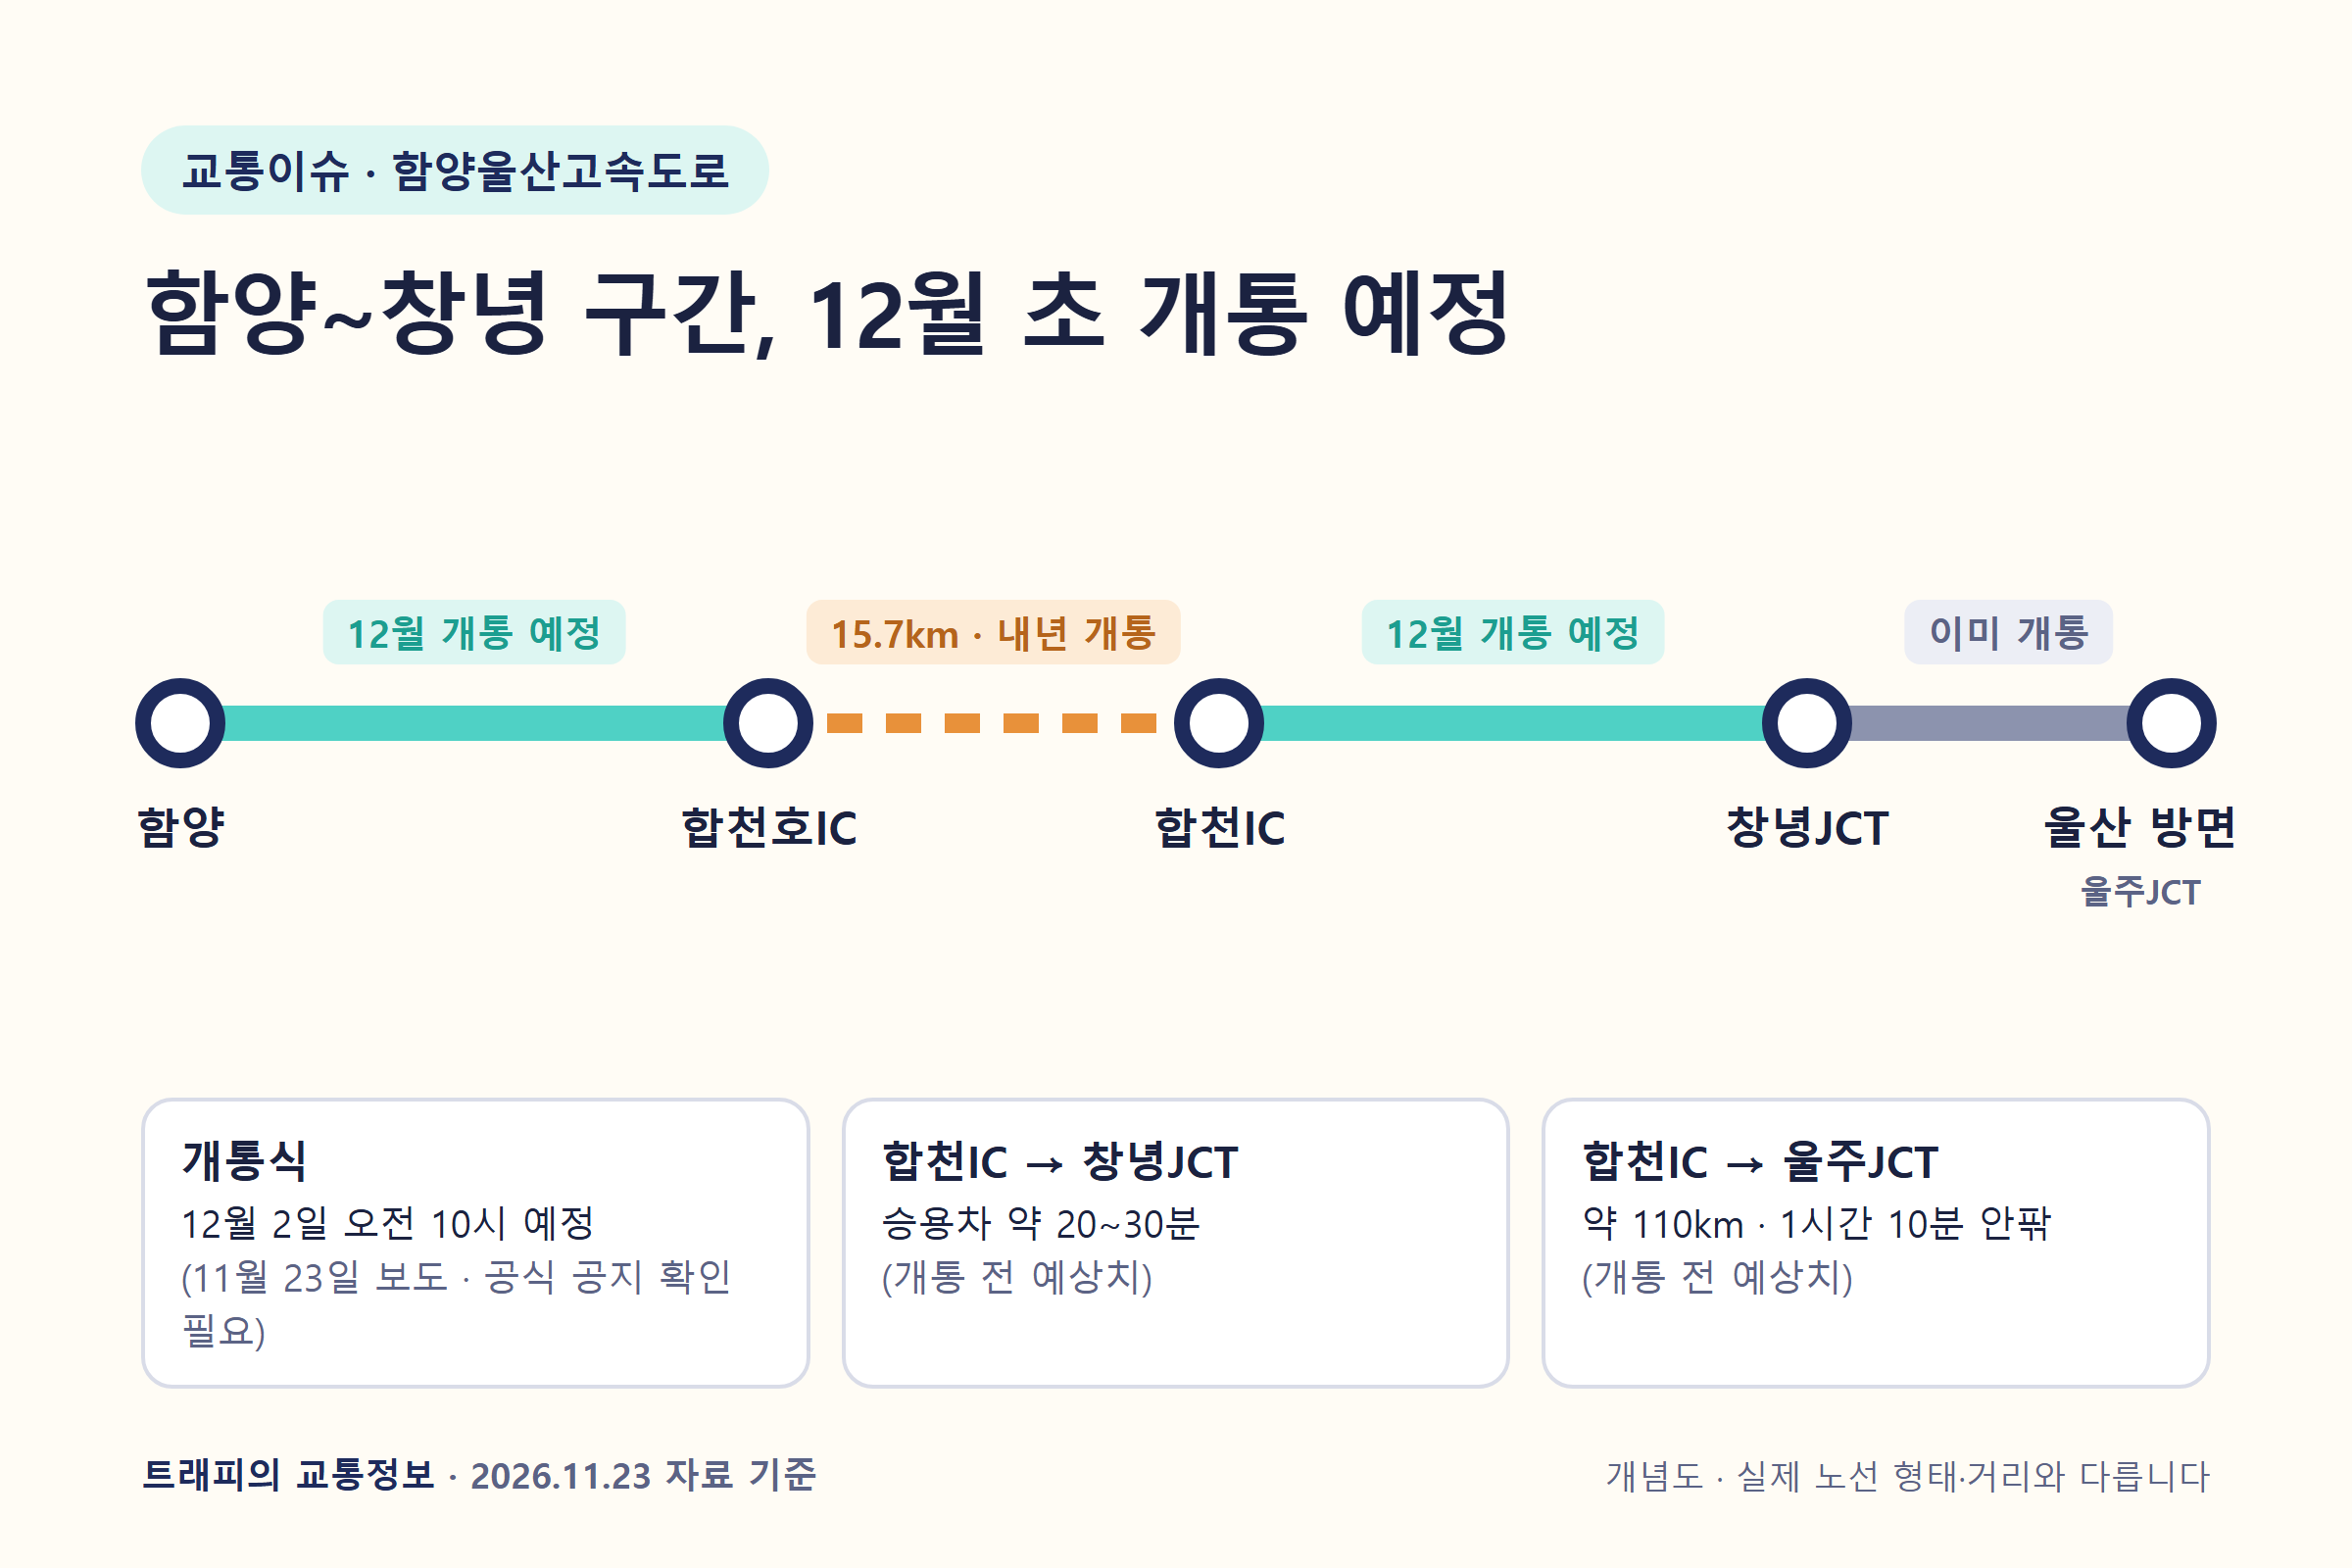 교통이슈 · 함양울산고속도로
함양~창녕 구간, 12월 초 개통 예정
12월 개통 예정
15.7km · 내년 개통
12월 개통 예정
이미 개통
함양
합천호IC
합천IC
창녕JCT
울산 방면
울주JCT
개통식
12월 2일 오전 10시 예정
(11월 23일 보도 · 공식 공지 확인
필요)
합천IC → 창녕JCT
승용차 약 20~30분
(개통 전 예상치)
합천IC → 울주JCT
약 110km · 1시간 10분 안팎
(개통 전 예상치)
트래피의 교통정보 · 2026.11.23 자료 기준
개념도 · 실제 노선 형태·거리와 다릅니다